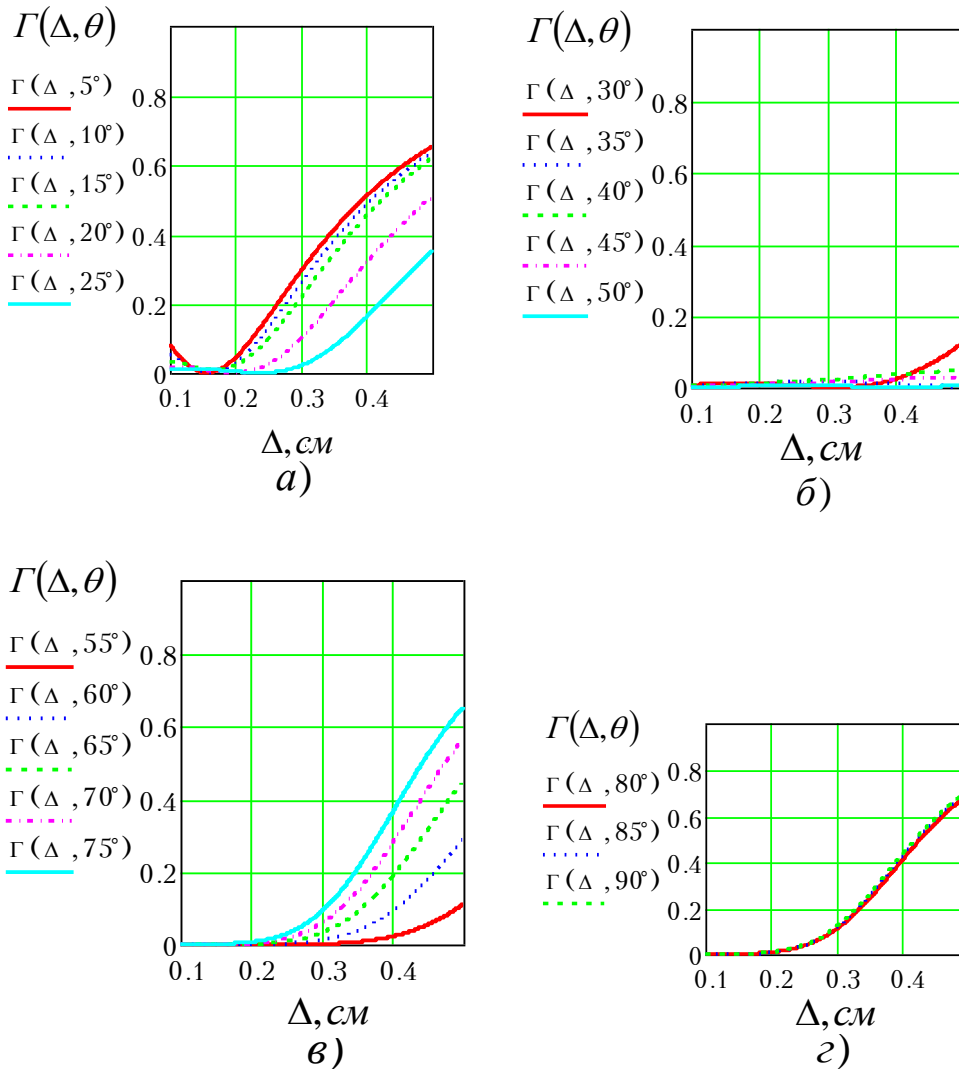 Γ(Δ,θ)
Γ(Δ ,5°)
Γ(Δ ,10°)
Γ(Δ ,15°)
Γ(Δ ,20°)
Γ(Δ ,25°)
0.8
0.6
0.4
0.2
0
0.1 0.2 0.3 0.4
Δ, см
а)
Γ(Δ,θ)
Γ(Δ ,30°)
Γ(Δ ,35°)
Γ(Δ ,40°)
Γ(Δ ,45°)
Γ(Δ ,50°)
0.8
0.6
0.4
0.2
0
0.1 0.2 0.3 0.4
Δ, см
б)
Γ(Δ,θ)
Γ(Δ ,55°)
Γ(Δ ,60°)
Γ(Δ ,65°)
Γ(Δ ,70°)
Γ(Δ ,75°)
0.8
0.6
0.4
0.2
0
0.1 0.2 0.3 0.4
Δ, см
в)
Γ(Δ,θ)
Γ(Δ ,80°)
Γ(Δ ,85°)
Γ(Δ ,90°)
0.8
0.6
0.4
0.2
0
0.1 0.2 0.3 0.4
Δ, см
г)